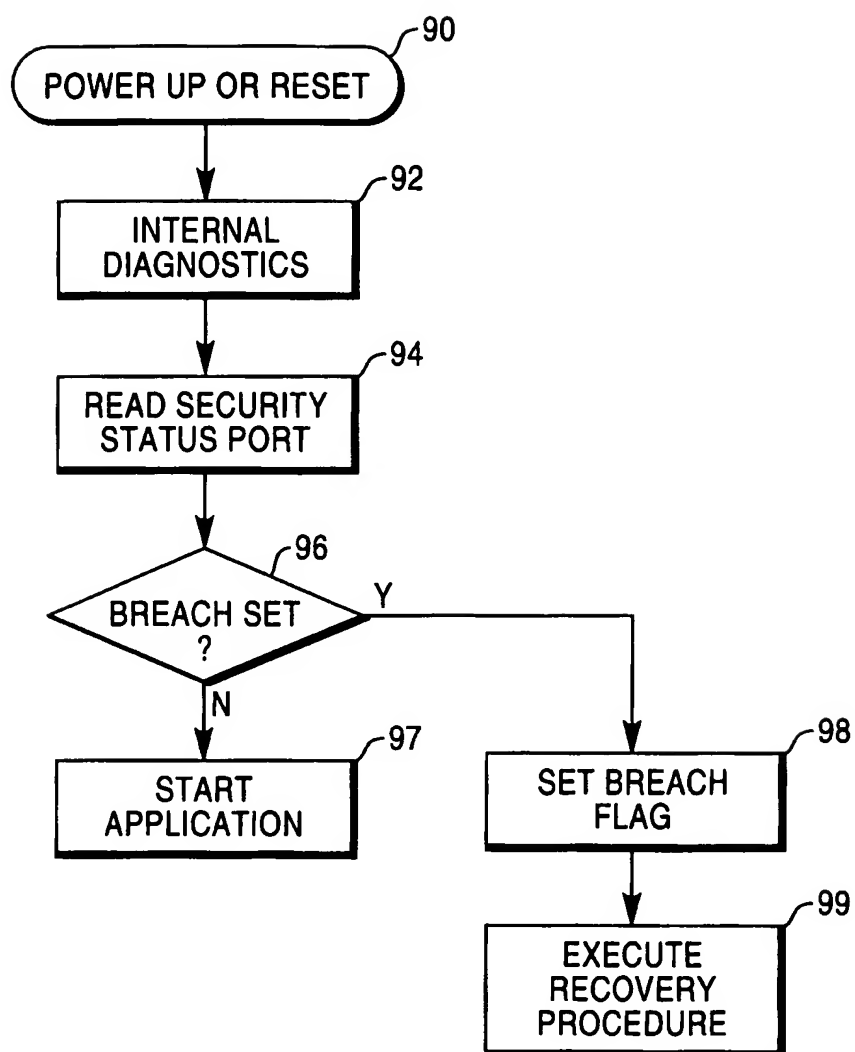 90
POWER UP OR RESET
92
INTERNAL
DIAGNOSTICS
94
READ SECURITY
STATUS PORT
96
BREACH SET
?
Y
N
97
START
APPLICATION
98
SET BREACH
FLAG
99
EXECUTE
RECOVERY
PROCEDURE